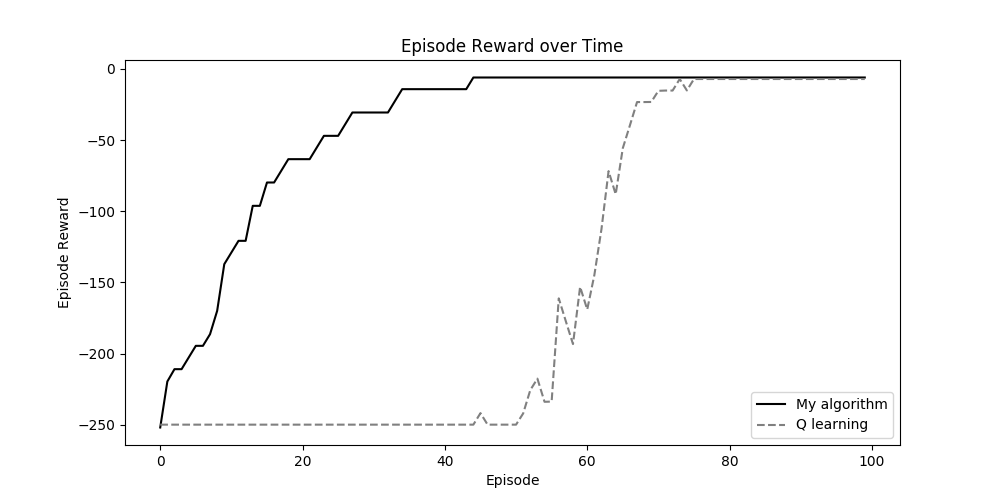 Episode Reward over Time
0
−50
−100
−150
−200
−250
Episode Reward
0 20 40 60 80 100
Episode
My algorithm
Q learning